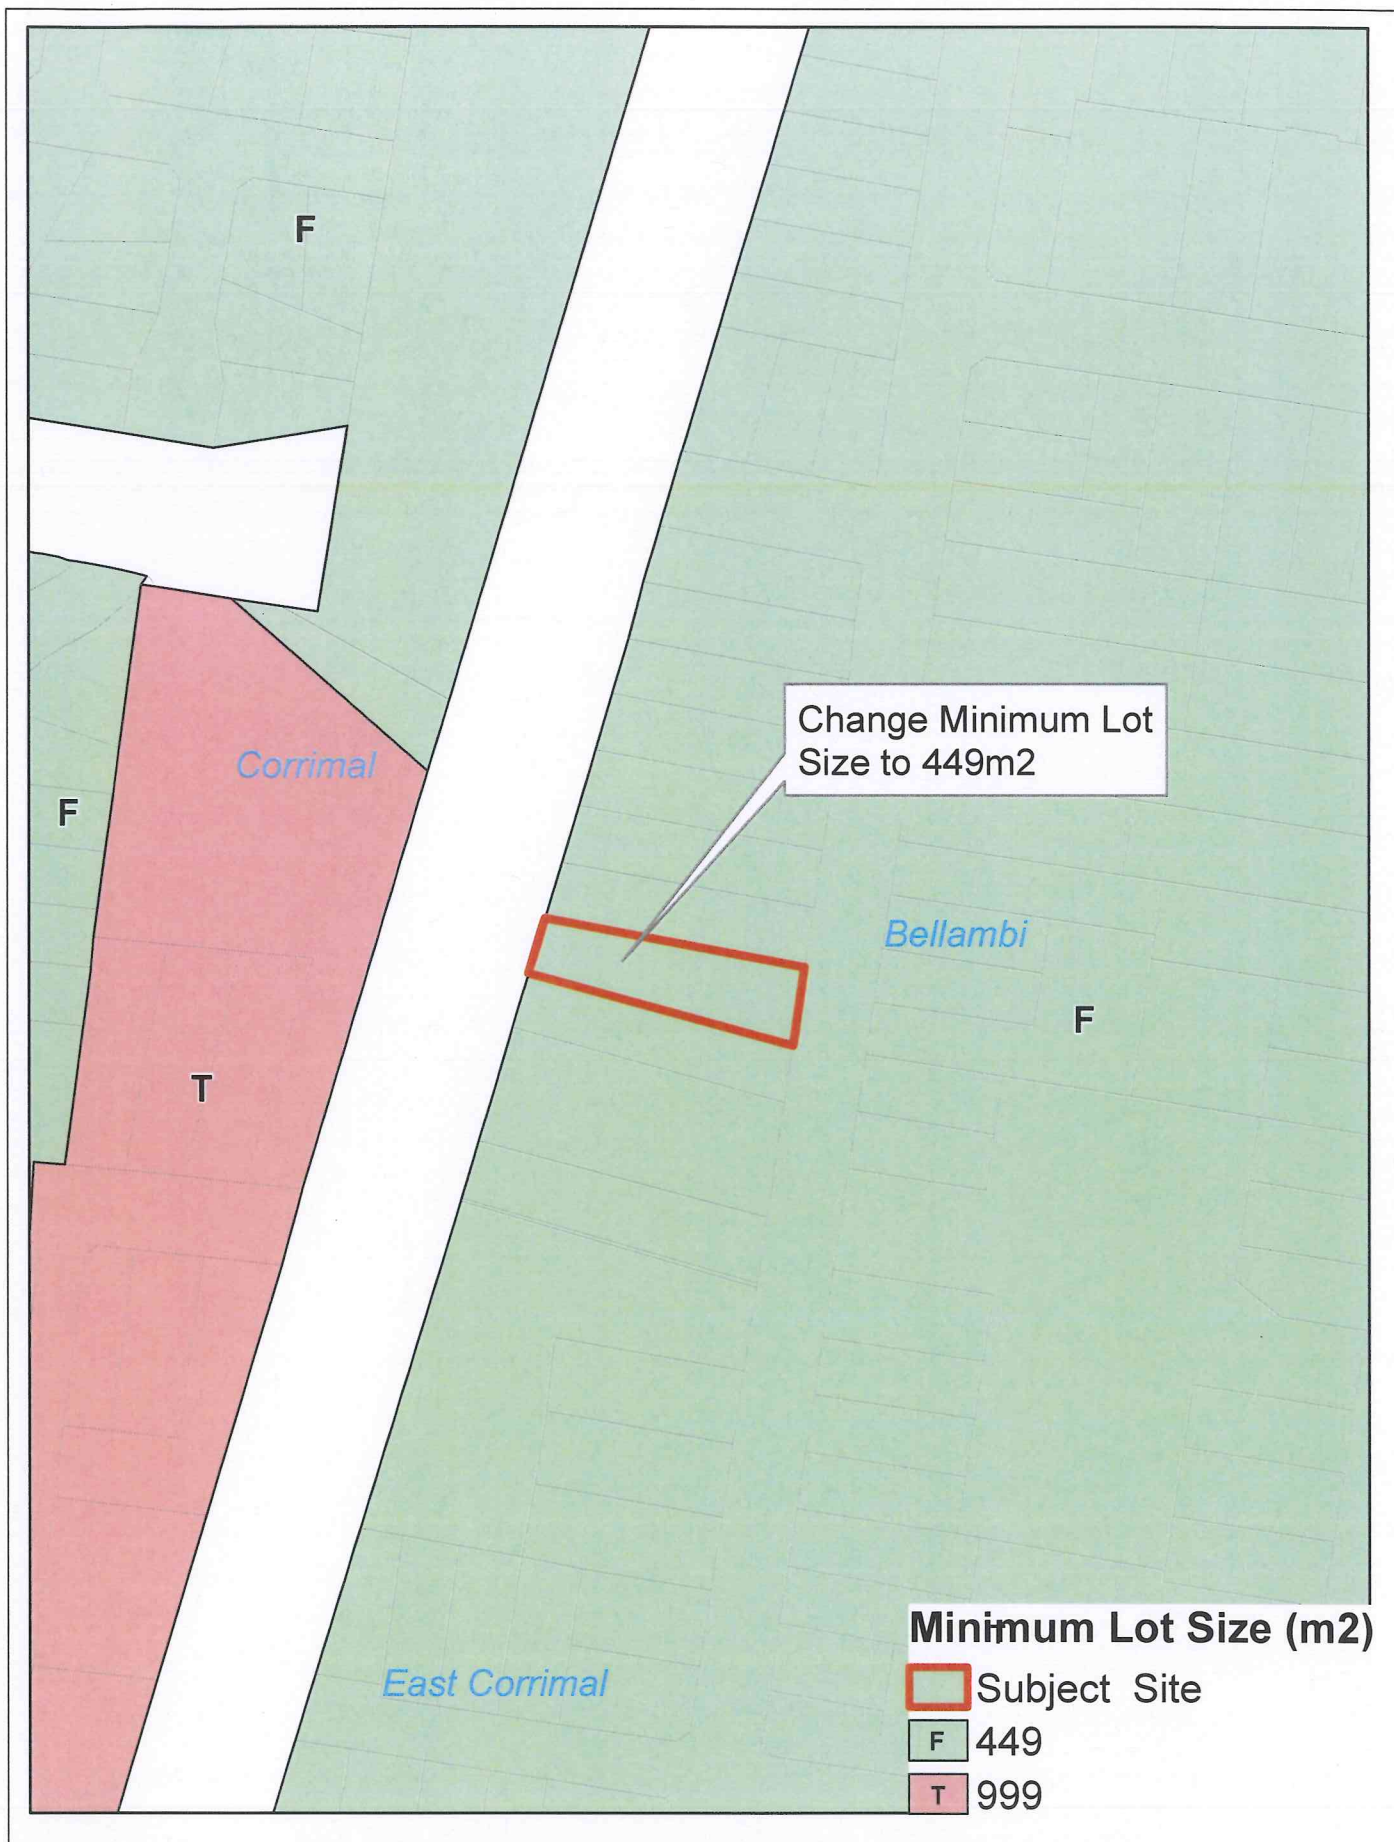 F
Change Minimum Lot
Size to 449m2
Corrimal
F
Bellambi
F
T
East Corrimal
Minimum Lot Size (m2)
Subject Site
F 449
T 999